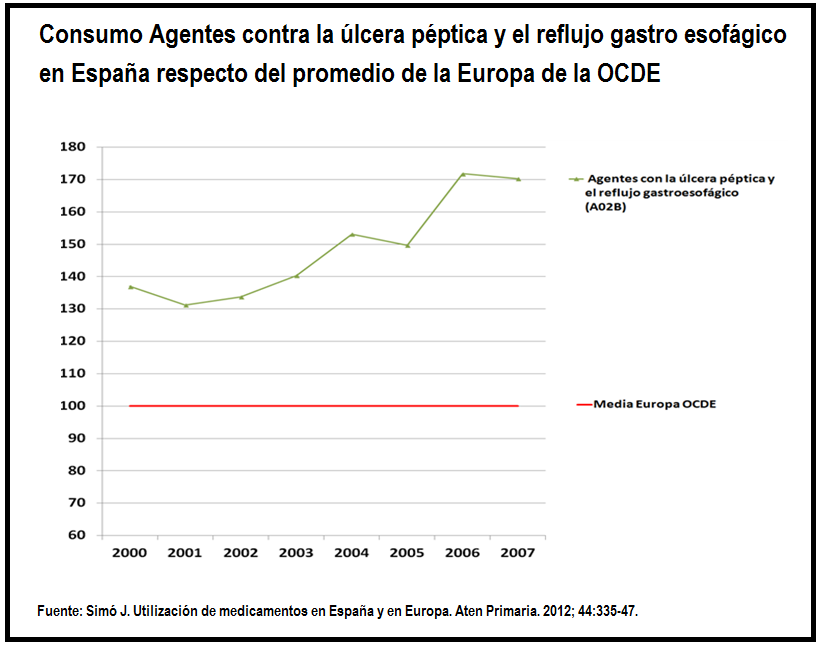 Consumo Agentes contra la úlcera péptica y el reflujo gastro esofágico
en España respecto del promedio de la Europa de la OCDE
180
170
160
150
140
130
120
110
100
90
80
70
60
2000 2001 2002 2003 2004 2005 2006 2007
Agentes con la úlcera péptica y
el reflujo gastroesofágico
(A02B)
Media Europa OCDE
Fuente: Simó J. Utilización de medicamentos en España y en Europa. Aten Primaria. 2012; 44:335-47.